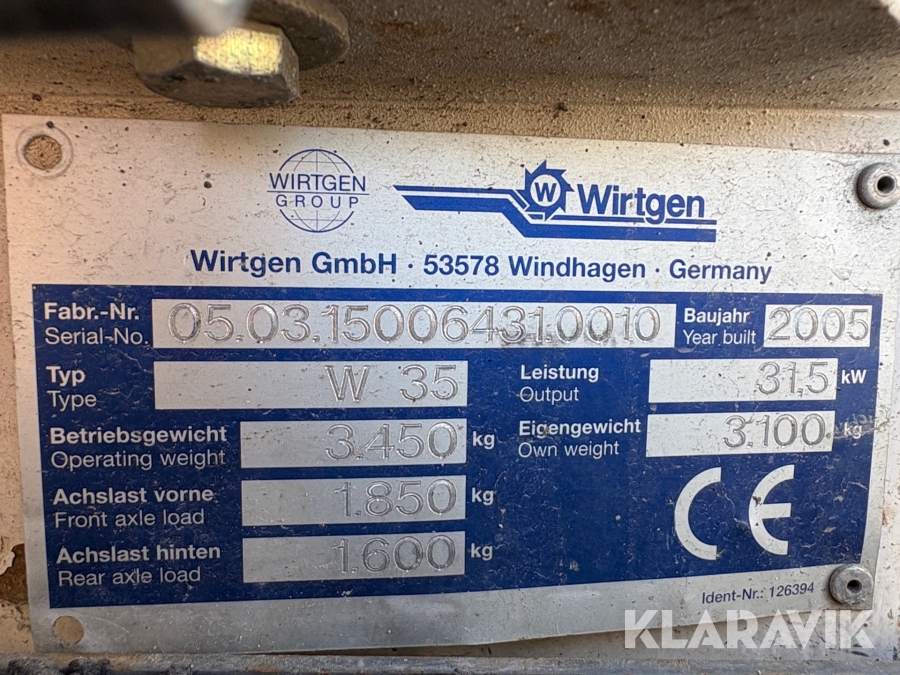 WIRTGEN
GROUP
W Wirtgen
Wirtgen GmbH · 53578 Windhagen · Germany
Fabr.-Nr.
Serial-No.
05.03.150064310010
Baujahr
Year built
2005
Typ
Type
W 35
Leistung
Output
31,5 kW
Betriebsgewicht
Operating weight
3.450 kg
Eigengewicht
Own weight
3.100 kg
Achslast vorne
Front axle load
1.850 kg
CE
Achslast hinten
Rear axle load
1.600 kg
Ident-Nr.: 126394
KLARAVIK